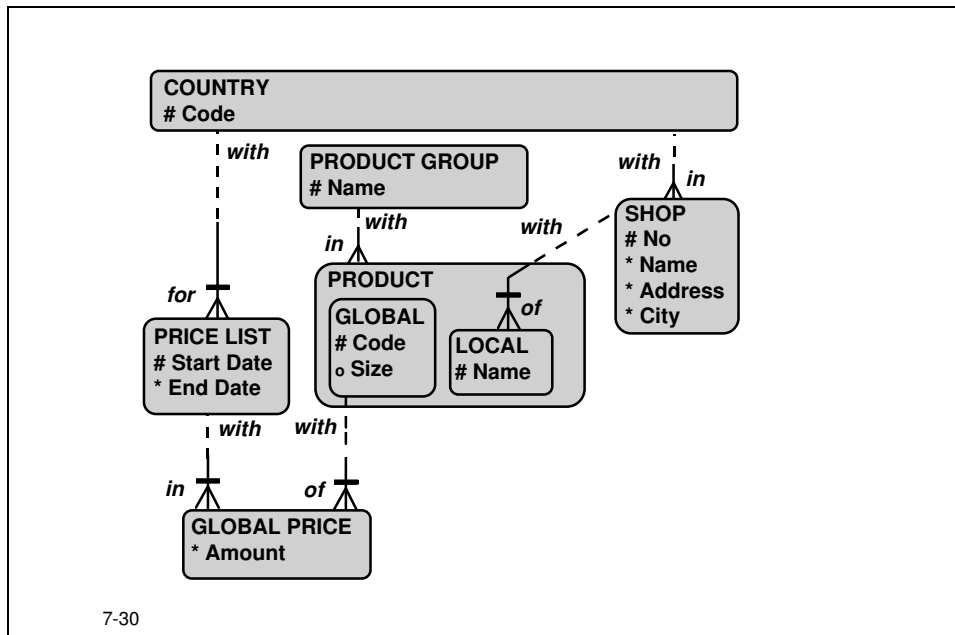 COUNTRY
# Code
with
with
in
PRODUCT GROUP
# Name
with
in
with
SHOP
# No
* Name
* Address
* City
PRODUCT
GLOBAL
# Code
o Size
of
LOCAL
# Name
for
PRICE LIST
# Start Date
* End Date
with
with
in
of
GLOBAL PRICE
* Amount
7-30